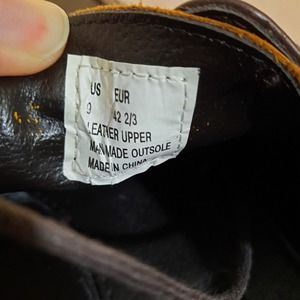 US EUR
9 42 2/3
LEATHER UPPER
MAN MADE OUTSOLE
MADE IN CHINA